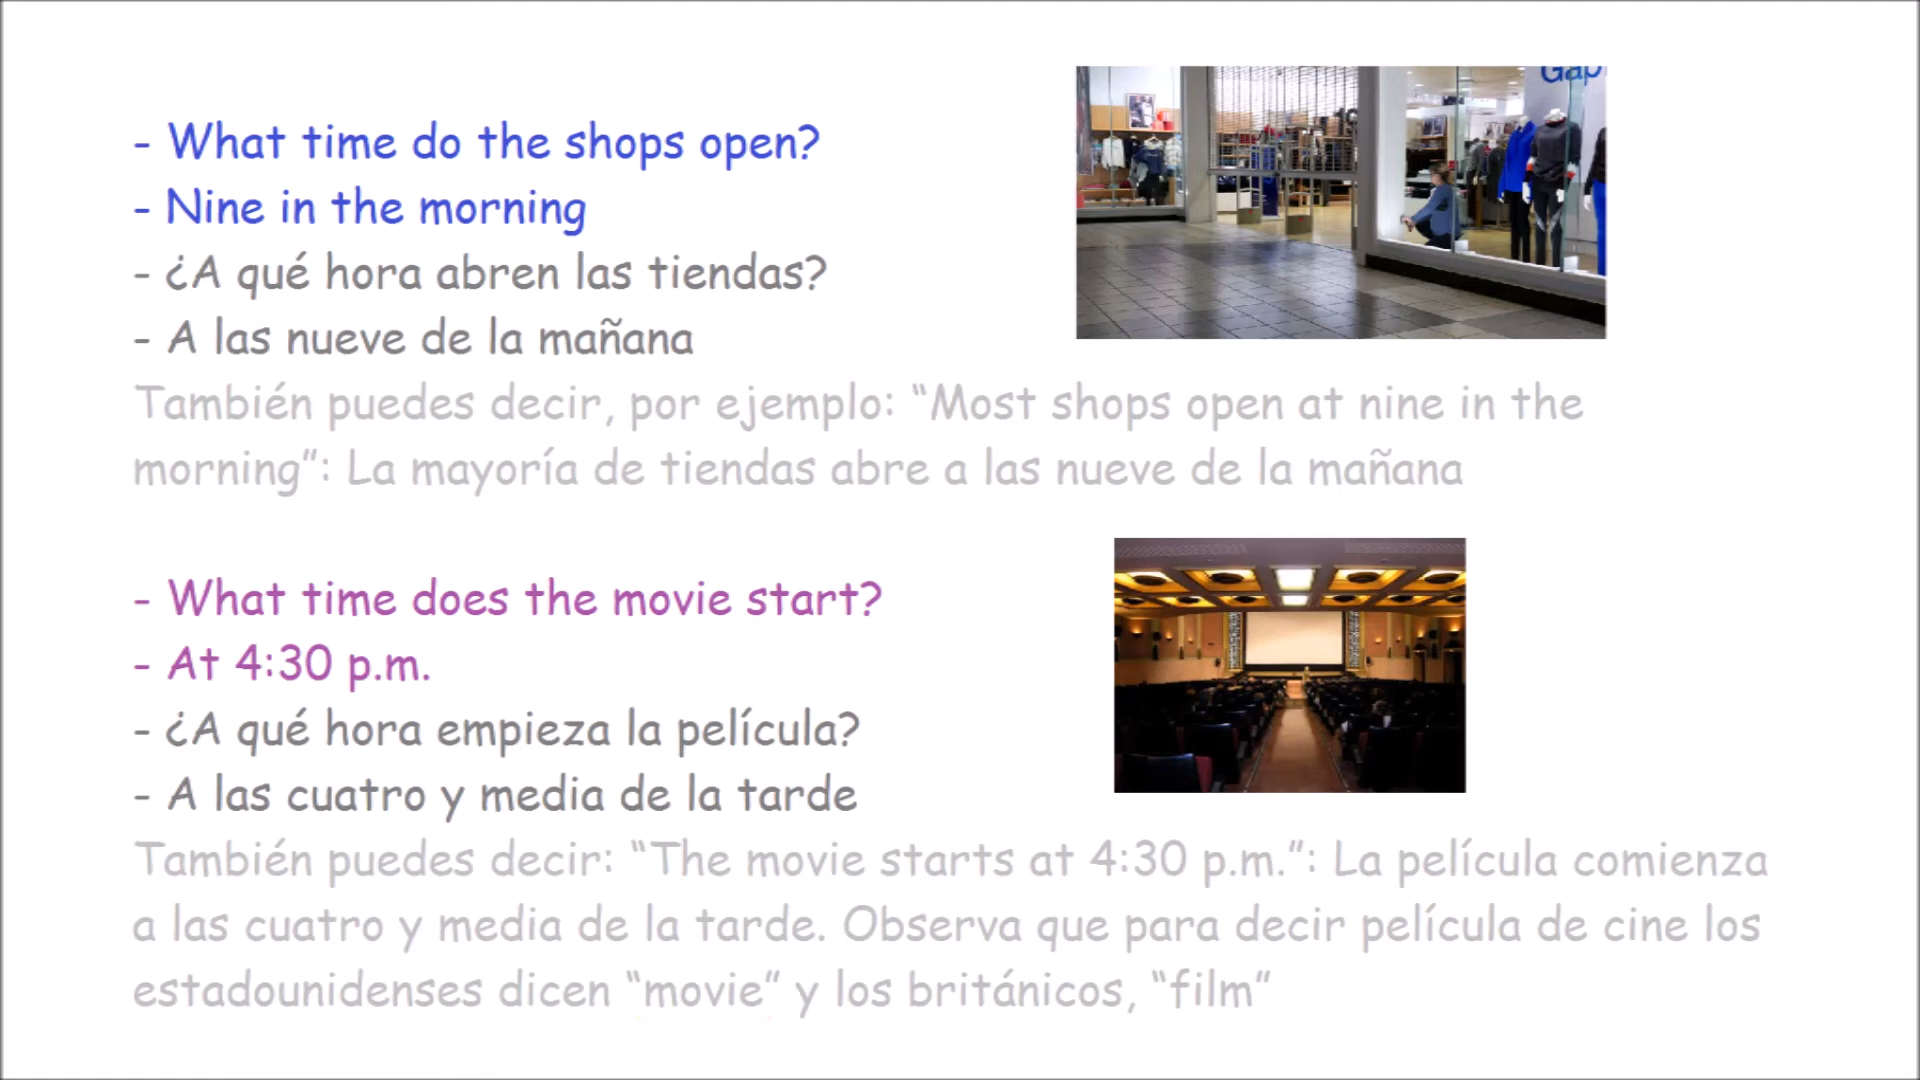 - What time do the shops open?
- Nine in the morning
- ¿A qué hora abren las tiendas?
- A las nueve de la mañana
También puedes decir, por ejemplo: “Most shops open at nine in the
morning”: La mayoría de tiendas abre a las nueve de la mañana
Gap
- What time does the movie start?
- At 4:30 p.m.
- ¿A qué hora empieza la película?
- A las cuatro y media de la tarde
También puedes decir: “The movie starts at 4:30 p.m.”: La película comienza
a las cuatro y media de la tarde. Observa que para decir película de cine los
estadounidenses dicen “movie” y los británicos, “film”